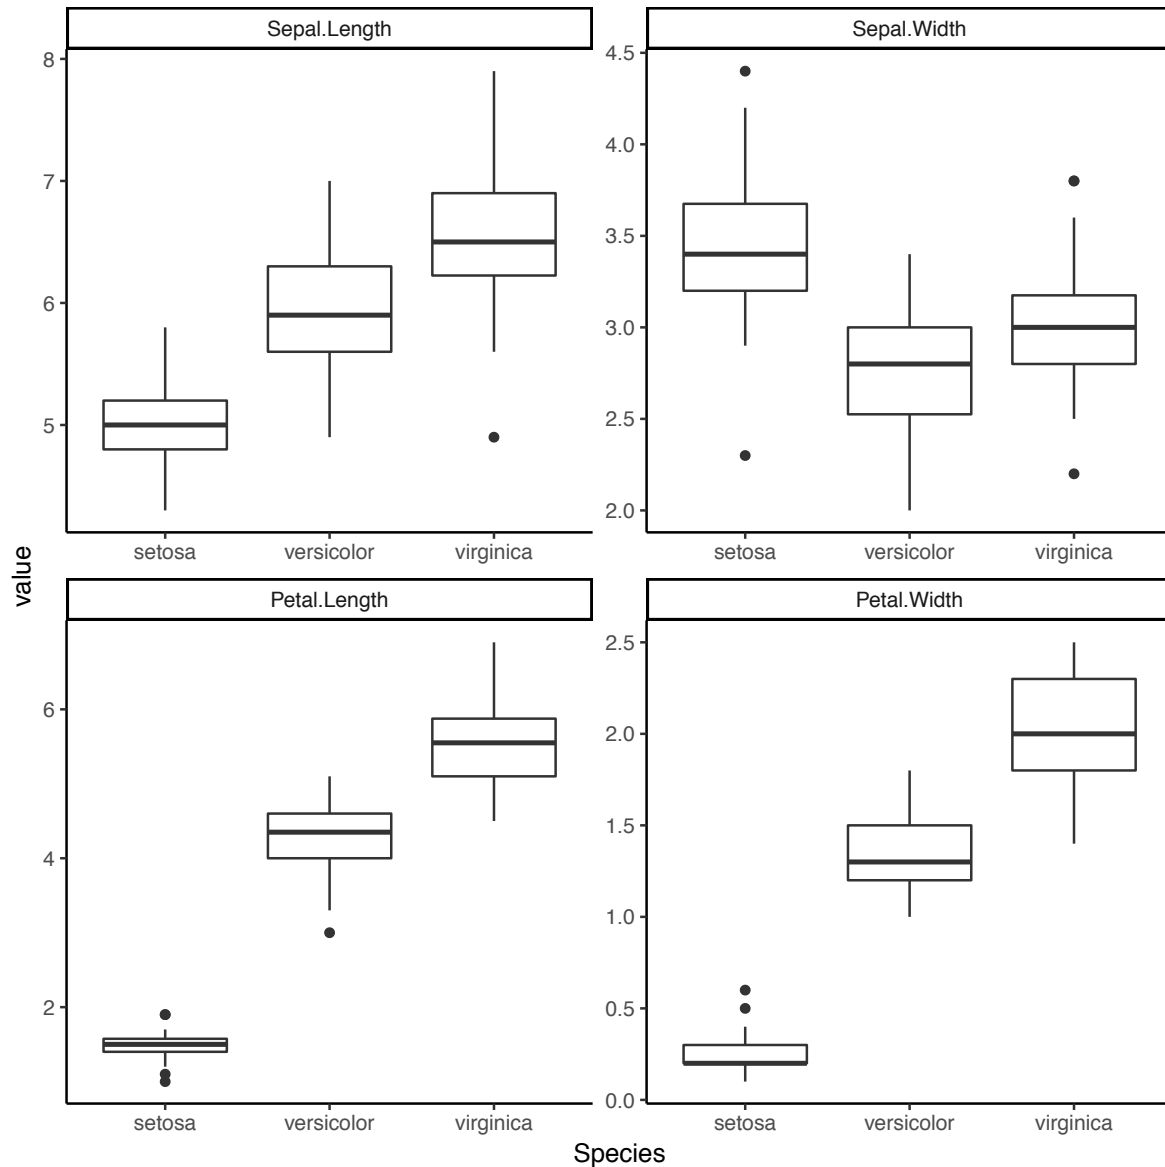 Sepal.Length
Sepal.Width
8
7
6
5
4.5
4.0
3.5
3.0
2.5
2.0
setosa
versicolor
virginica
setosa
versicolor
virginica
value
Petal.Length
Petal.Width
6
4
2
2.5
2.0
1.5
1.0
0.5
0.0
setosa
versicolor
virginica
setosa
versicolor
virginica
Species